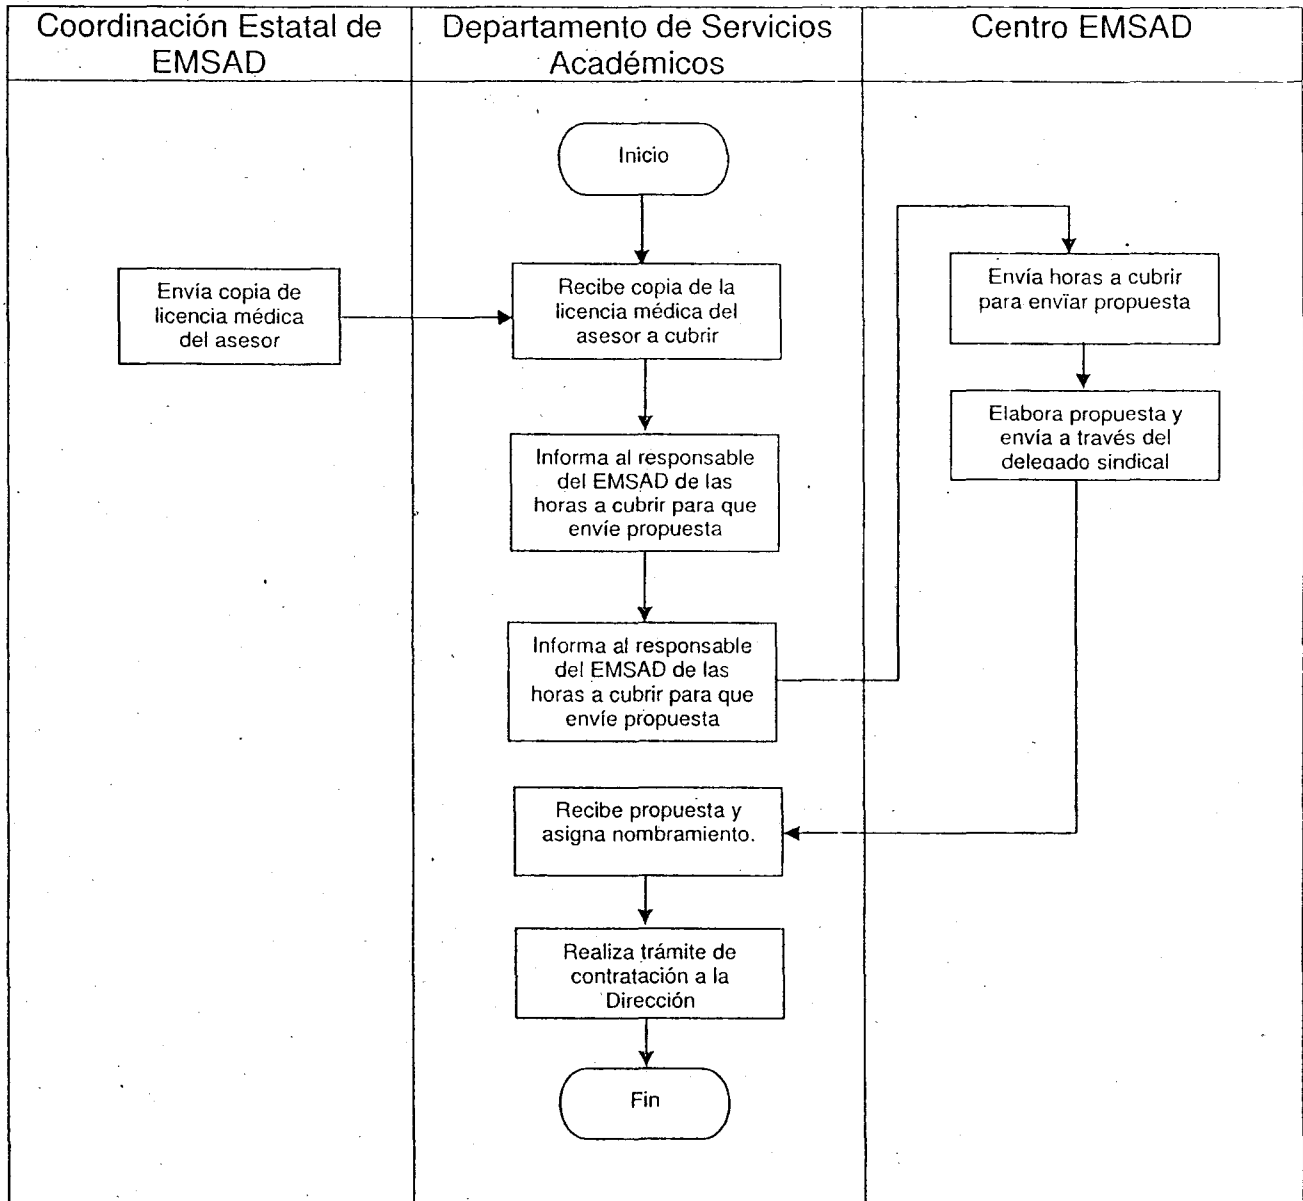 Coordinación Estatal de
EMSAD
Departamento de Servicios
Académicos
Centro EMSAD
Inicio
Envía copia de
licencia médica
del asesor
Recibe copia de la
licencia médica del
asesor a cubrir
Informa al responsable
del EMSAD de las
horas a cubrir para que
envíe propuesta
Informa al responsable
del EMSAD de las
horas a cubrir para que
envíe propuesta
Envía horas a cubrir
para envïar propuesta
Elabora propuesta y
envía a través del
delegado sindical
Recibe propuesta y
asigna nombramiento.
Realiza trámite de
contratación a la
Dirección
Fin